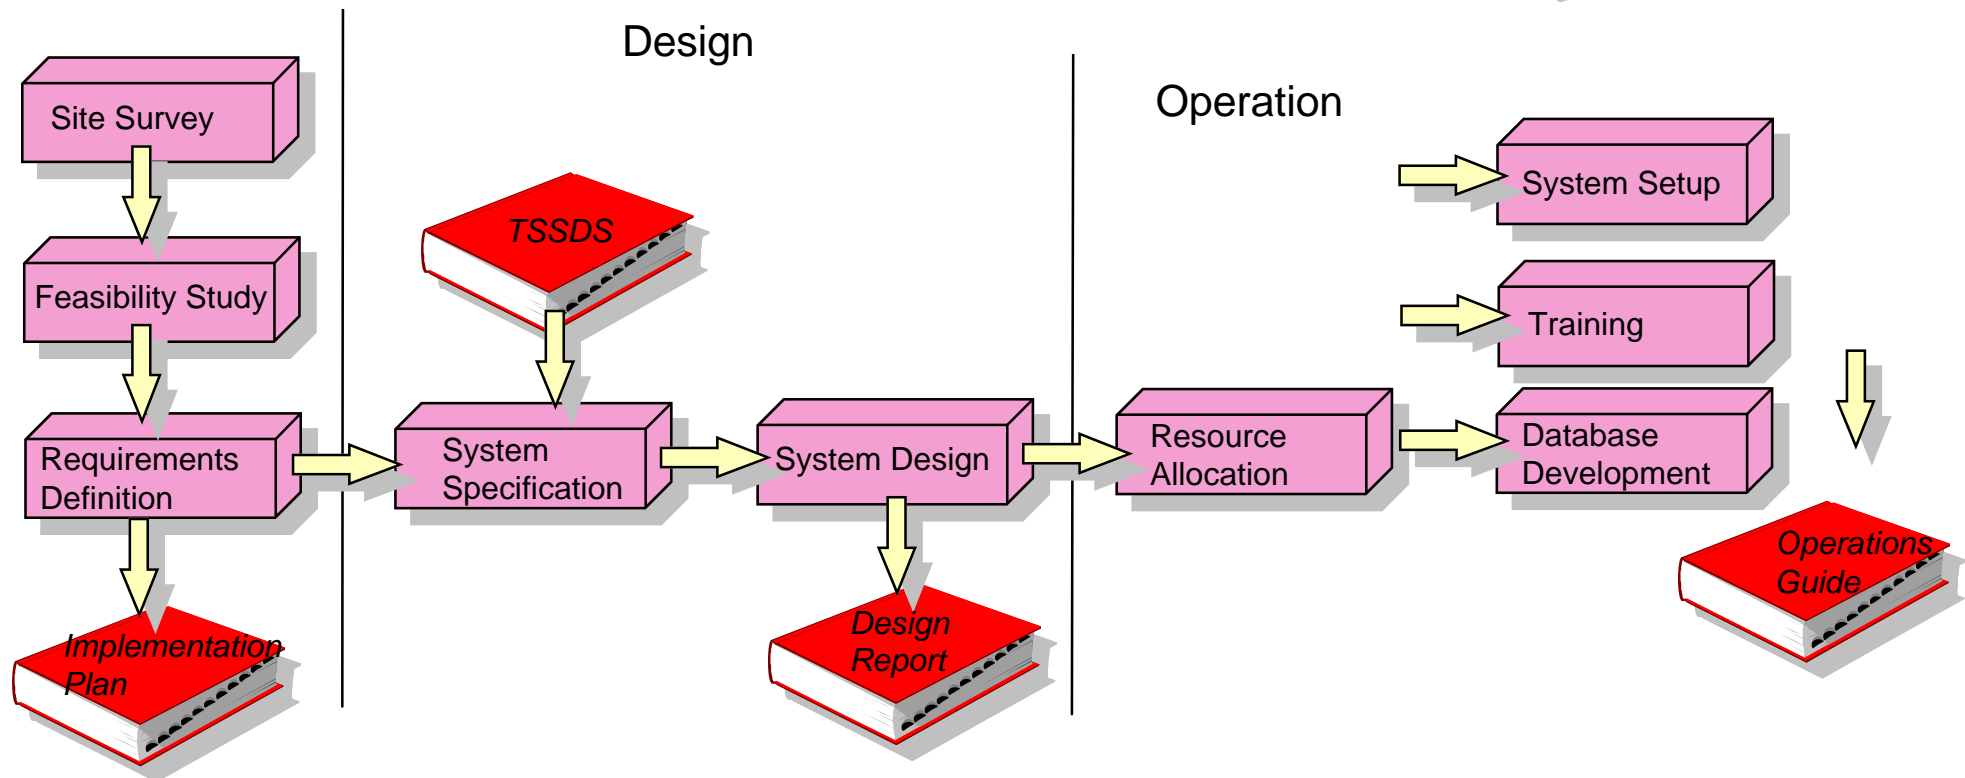 Design
Operation
Site Survey
Feasibility Study
Requirements
Definition
Implementation
Plan
TSSDS
System
Specification
System Design
Design
Report
Resource
Allocation
System Setup
Training
Database
Development
Operations
Guide